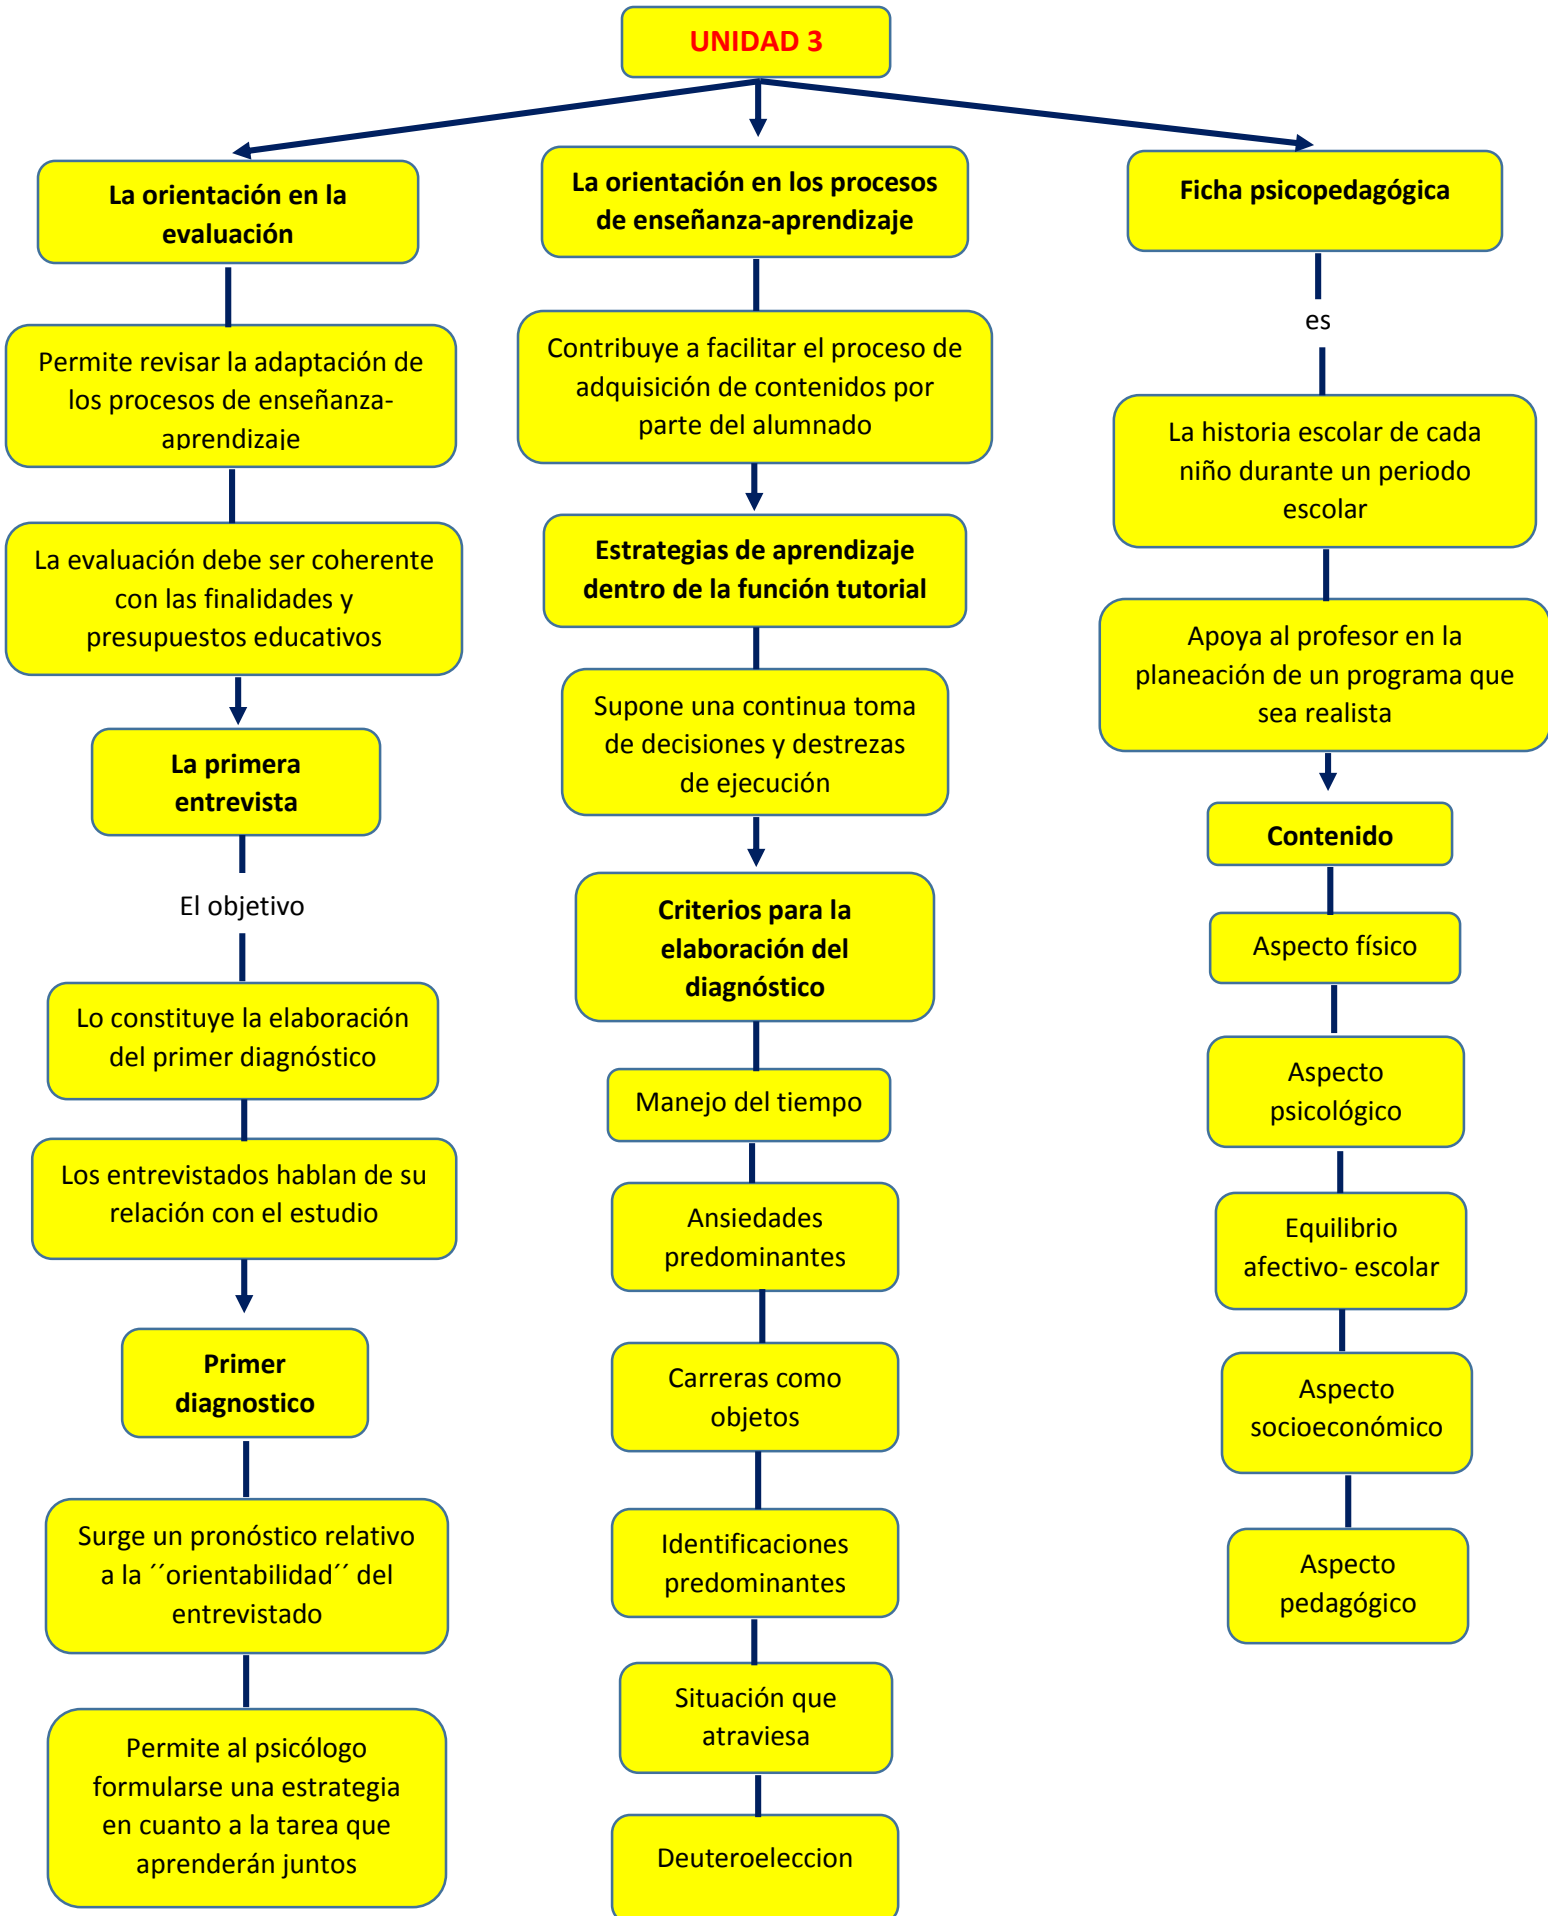 UNIDAD 3
La orientación en la
evaluación
Permite revisar la adaptación de
los procesos de enseñanza-
aprendizaje
La evaluación debe ser coherente
con las finalidades y
presupuestos educativos
La primera
entrevista
El objetivo
Lo constituye la elaboración
del primer diagnóstico
Los entrevistados hablan de su
relación con el estudio
Primer
diagnostico
Surge un pronóstico relativo
a la ´´orientabilidad´´ del
entrevistado
Permite al psicólogo
formularse una estrategia
en cuanto a la tarea que
aprenderán juntos
La orientación en los procesos
de enseñanza-aprendizaje
Contribuye a facilitar el proceso de
adquisición de contenidos por
parte del alumnado
Estrategias de aprendizaje
dentro de la función tutorial
Supone una continua toma
de decisiones y destrezas
de ejecución
Criterios para la
elaboración del
diagnóstico
Manejo del tiempo
Ansiedades
predominantes
Carreras como
objetos
Identificaciones
predominantes
Situación que
atraviesa
Deuteroeleccion
Ficha psicopedagógica
es
La historia escolar de cada
niño durante un periodo
escolar
Apoya al profesor en la
planeación de un programa que
sea realista
Contenido
Aspecto físico
Aspecto
psicológico
Equilibrio
afectivo- escolar
Aspecto
socioeconómico
Aspecto
pedagógico